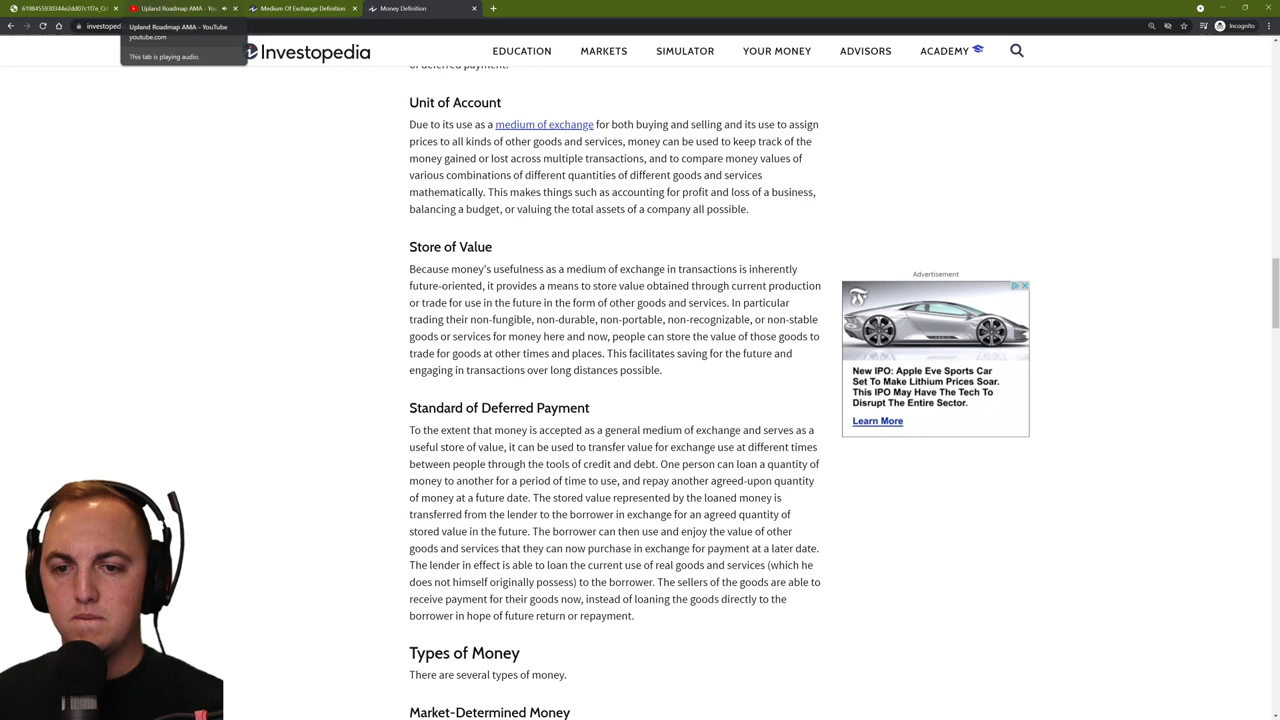 6198455930344e2dd07c1f7e_Cr
Upland Roadmap AMA - You
Medium Of Exchange Definition
Money Definition
investoped
Incognito
Upland Roadmap AMA - YouTube
youtube.com
This tab is playing audio.
Investopedia
EDUCATION MARKETS SIMULATOR YOUR MONEY ADVISORS ACADEMY
of deferred payment.
Unit of Account
Due to its use as a medium of exchange for both buying and selling and its use to assign
prices to all kinds of other goods and services, money can be used to keep track of the
money gained or lost across multiple transactions, and to compare money values of
various combinations of different quantities of different goods and services
mathematically. This makes things such as accounting for profit and loss of a business,
balancing a budget, or valuing the total assets of a company all possible.
Store of Value
Because money's usefulness as a medium of exchange in transactions is inherently
future-oriented, it provides a means to store value obtained through current production
or trade for use in the future in the form of other goods and services. In particular
trading their non-fungible, non-durable, non-portable, non-recognizable, or non-stable
goods or services for money here and now, people can store the value of those goods to
trade for goods at other times and places. This facilitates saving for the future and
engaging in transactions over long distances possible.
Advertisement
New IPO: Apple Eve Sports Car
Set To Make Lithium Prices Soar.
This IPO May Have The Tech To
Disrupt The Entire Sector.
Learn More
Standard of Deferred Payment
To the extent that money is accepted as a general medium of exchange and serves as a
useful store of value, it can be used to transfer value for exchange use at different times
between people through the tools of credit and debt. One person can loan a quantity of
money to another for a period of time to use, and repay another agreed-upon quantity
of money at a future date. The stored value represented by the loaned money is
transferred from the lender to the borrower in exchange for an agreed quantity of
stored value in the future. The borrower can then use and enjoy the value of other
goods and services that they can now purchase in exchange for payment at a later date.
The lender in effect is able to loan the current use of real goods and services (which he
does not himself originally possess) to the borrower. The sellers of the goods are able to
receive payment for their goods now, instead of loaning the goods directly to the
borrower in hope of future return or repayment.
Types of Money
There are several types of money.
Market-Determined Money